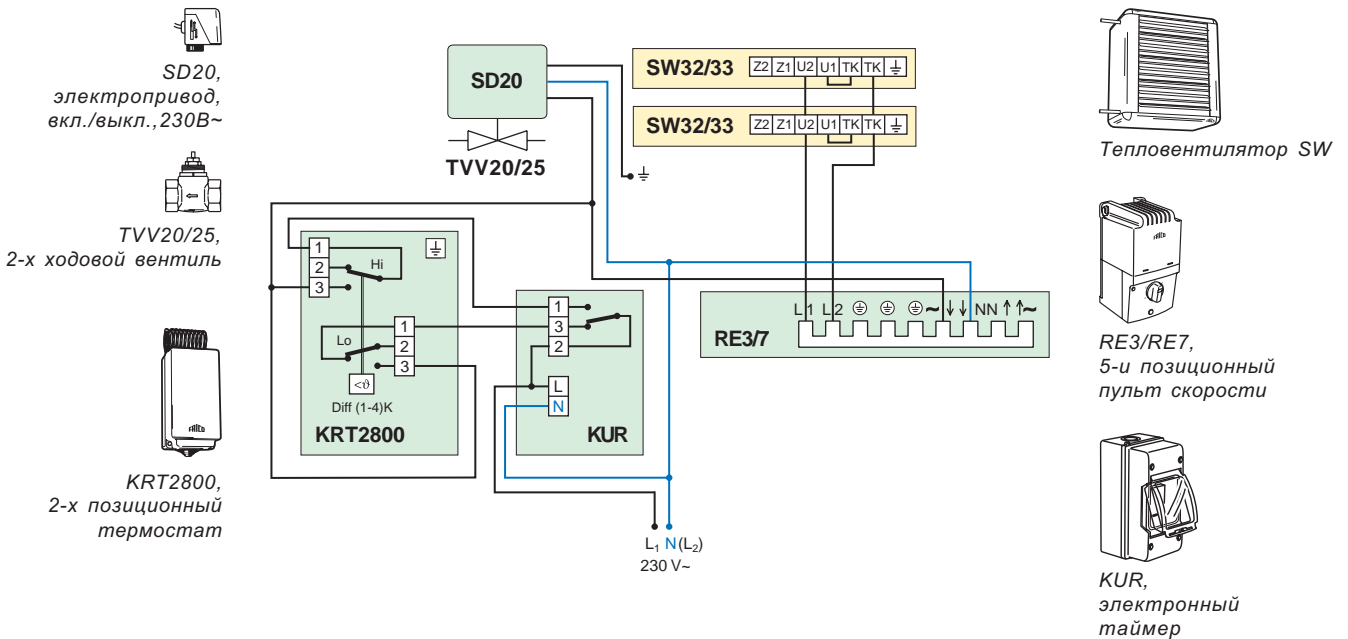 SD20,
электропривод,
вкл./выкл.,230В~
TVV20/25,
2-х ходовой вентиль
FRICO
KRT2800,
2-х позиционный
термостат
SD20
TVV20/25
SW32/33 Z2 Z1 U2 U1 TK TK
SW32/33 Z2 Z1 U2 U1 TK TK
1
2
3
Hi
Lo
1
2
3
<ϑ
Diff (1-4)K
KRT2800
1
3
2
L
N
KUR
L1 L2 ~ ↓ ↓ NN ↑ ↑ ~
RE3/7
L₁ N(L₂)
230 V~
Тепловентилятор SW
FRICO
RE3/RE7,
5-и позиционный
пульт скорости
KUR,
электронный
таймер